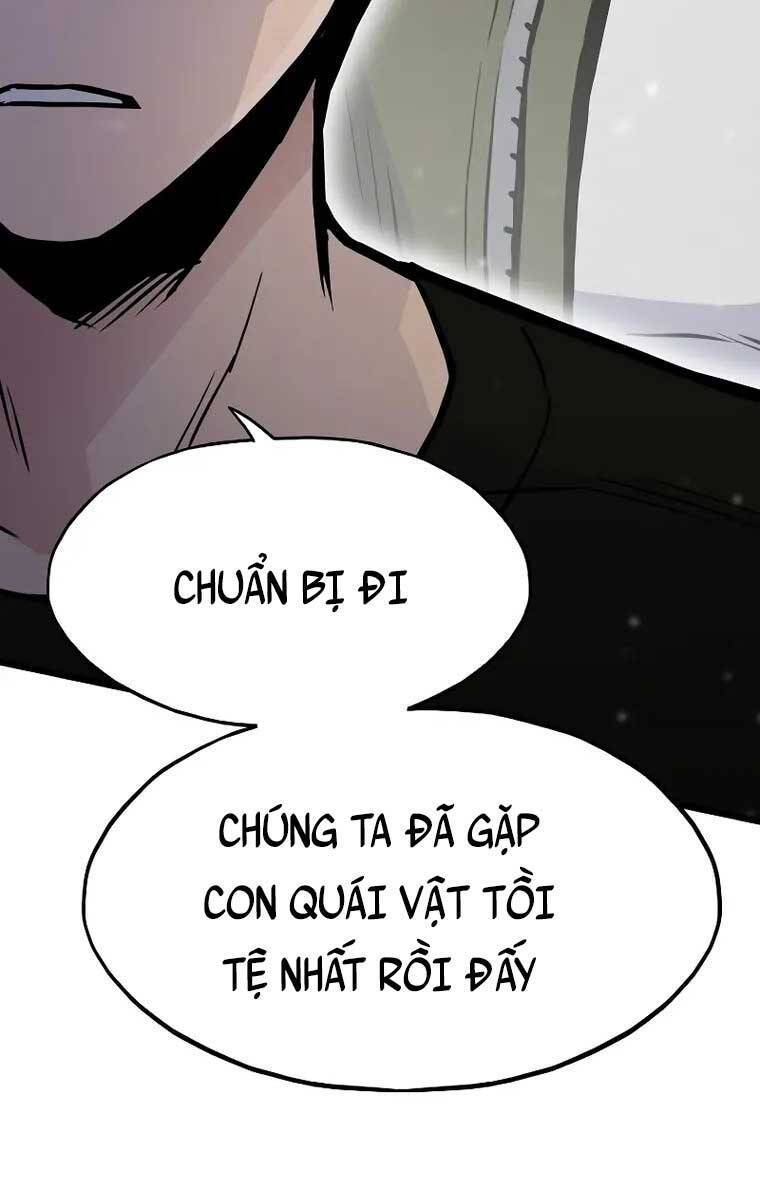 CHUẨN BỊ ĐI
CHÚNG TA ĐÃ GẶP
CON QUÁI VẬT TỒI
TỆ NHẤT RỒI ĐẤY